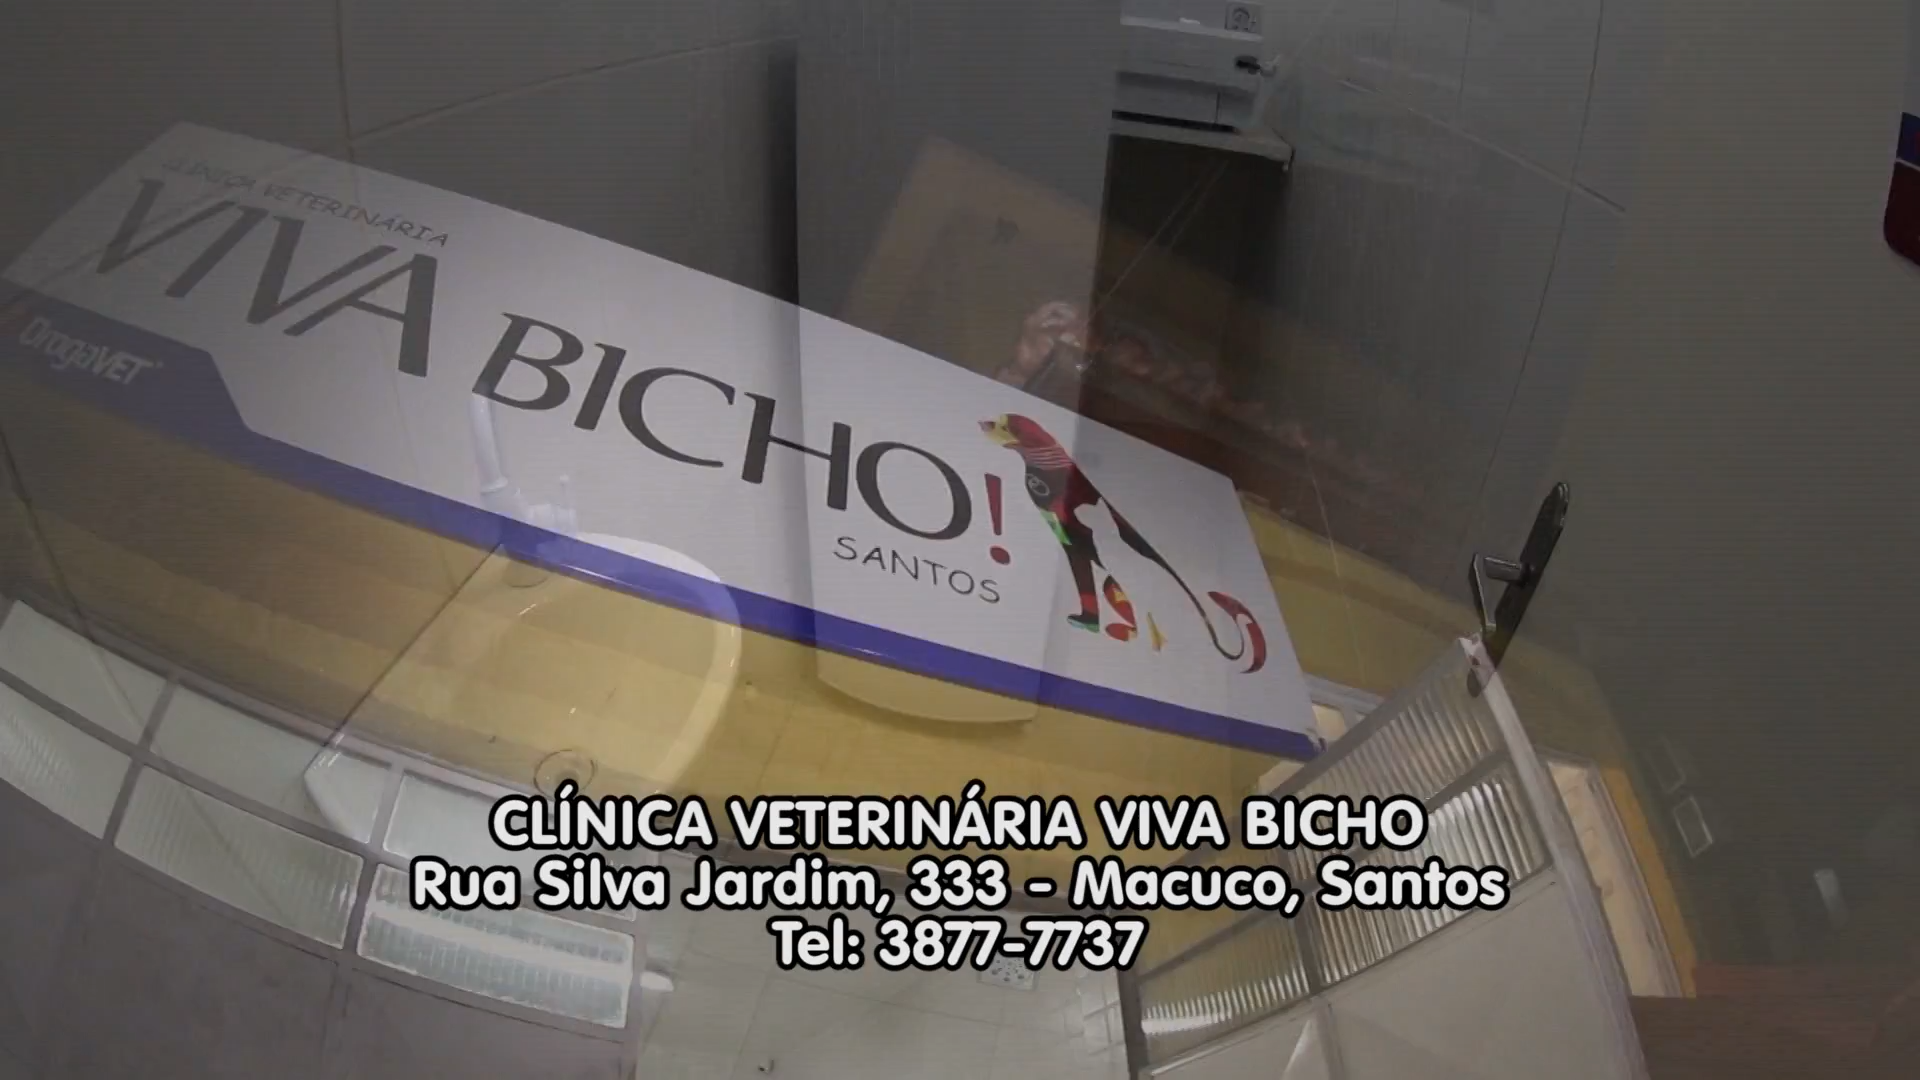 CLÍNICA VETERINÁRIA
VIVA BICHO!
SANTOS
DrogaVET
CLÍNICA VETERINÁRIA VIVA BICHO
Rua Silva Jardim, 333 - Macuco, Santos
Tel: 3877-7737